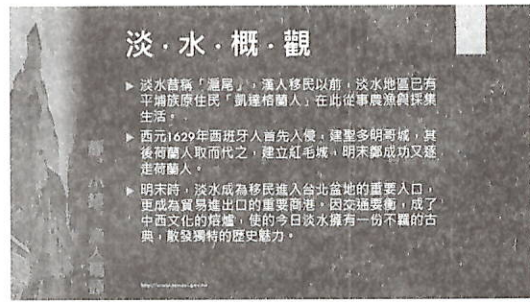 淡·水·概·觀
▶ 淡水昔稱「滬尾」,漢人移民以前,淡水地區已有
平埔族原住民「凱達格蘭人」在此從事農漁與採集
生活。
▶ 西元1629年西班牙人首先入侵,建聖多明哥城,其
後荷蘭人取而代之,建立紅毛城,明末鄭成功又逐
走荷蘭人。
▶ 明末時,淡水成為移民進入台北盆地的重要入口,
更成為貿易進出口的重要商港。因交通要衝,成了
中西文化的熔爐,使的今日淡水擁有一份不羈的古
典,散發獨特的歷史魅力。